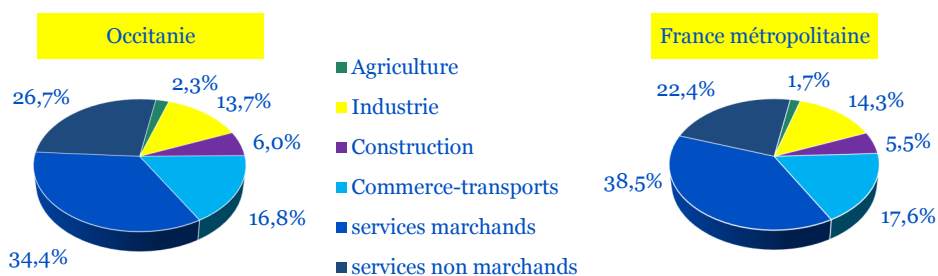 Occitanie
26,7%
2,3%
13,7%
6,0%
16,8%
34,4%
Agriculture
Industrie
Construction
Commerce-transports
services marchands
services non marchands
France métropolitaine
22,4%
1,7%
14,3%
5,5%
17,6%
38,5%